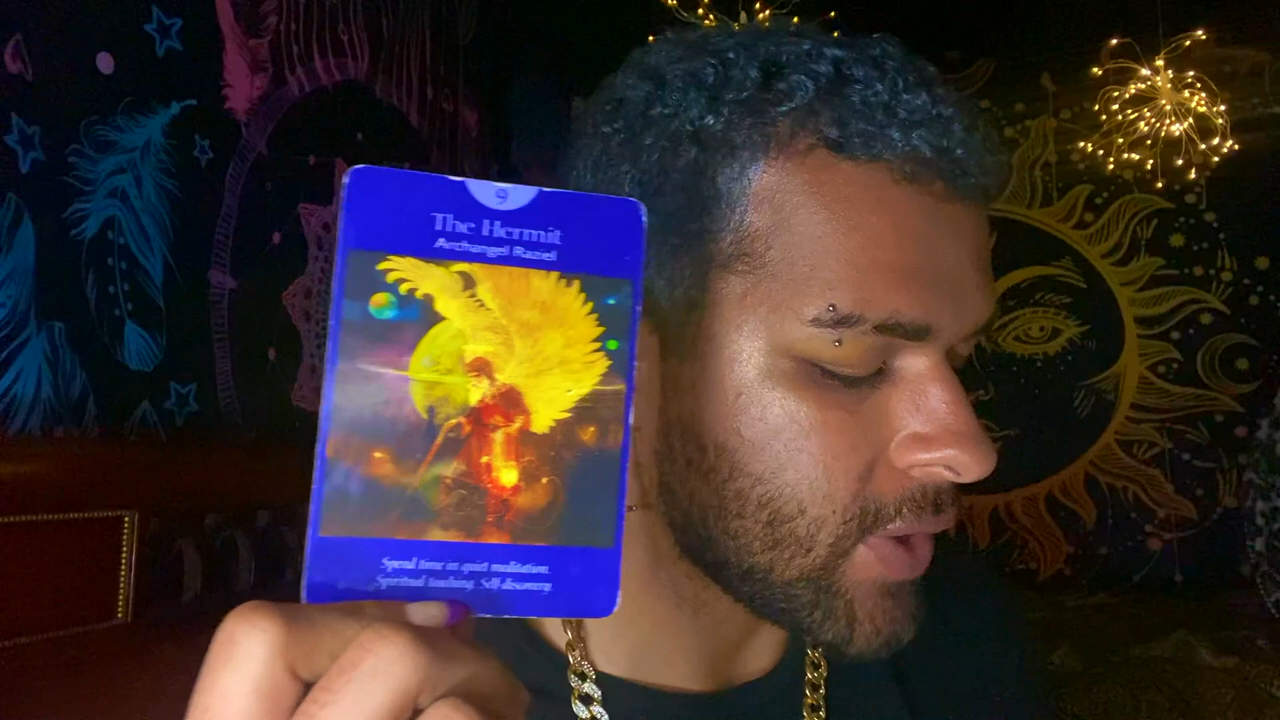 9
The Hermit
Archangel Raziel
Spend time in quiet meditation.
Spiritual teaching. Self-discovery.